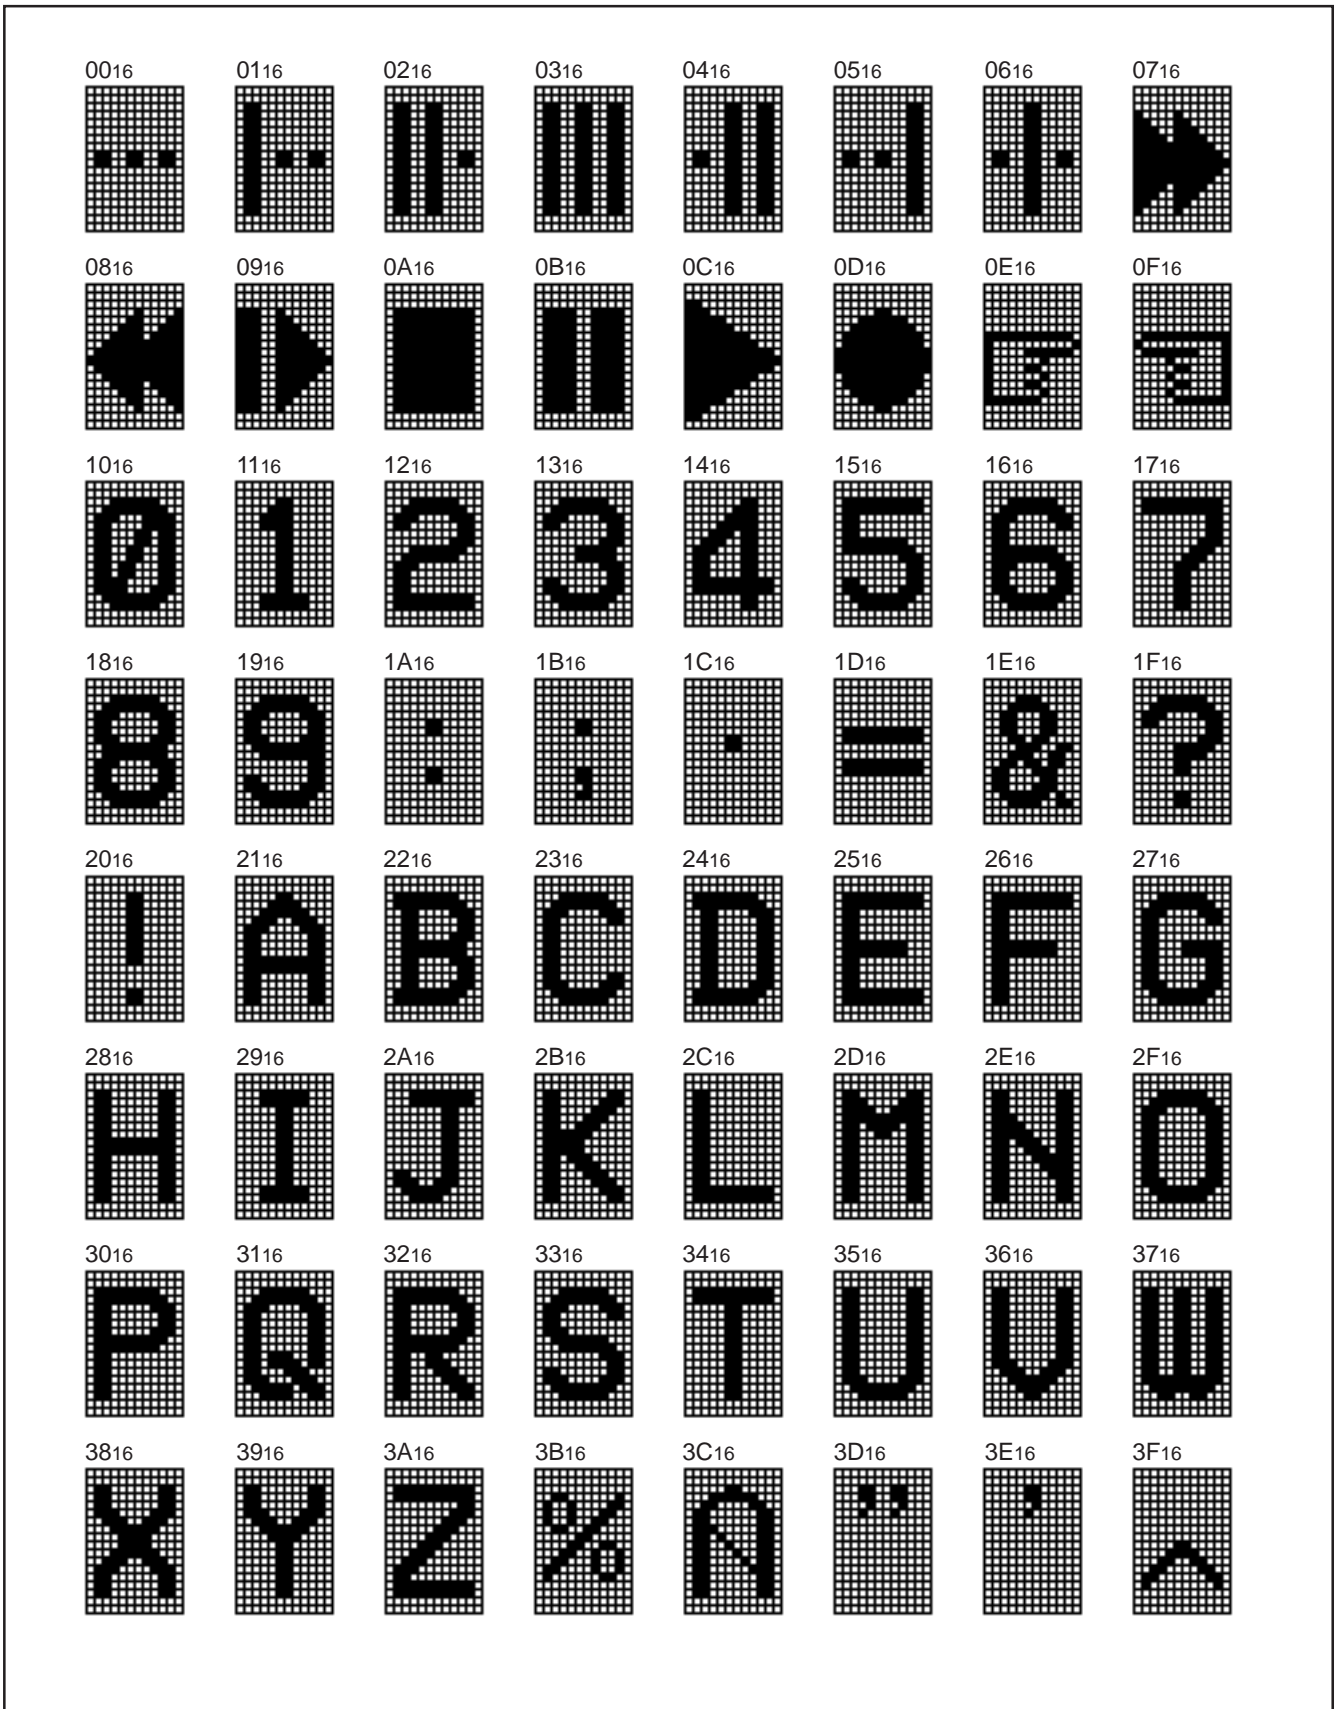 0016 0116 0216 0316 0416 0516 0616 0716
0816 0916 0A16 0B16 0C16 0D16 0E16 0F16
1016 1116 1216 1316 1416 1516 1616 1716
0 1 2 3 4 5 6 7
1816 1916 1A16 1B16 1C16 1D16 1E16 1F16
8 9 : ; . = & ?
2016 2116 2216 2316 2416 2516 2616 2716
! A B C D E F G
2816 2916 2A16 2B16 2C16 2D16 2E16 2F16
H I J K L M N O
3016 3116 3216 3316 3416 3516 3616 3716
P Q R S T U V W
3816 3916 3A16 3B16 3C16 3D16 3E16 3F16
X Y Z %   " '